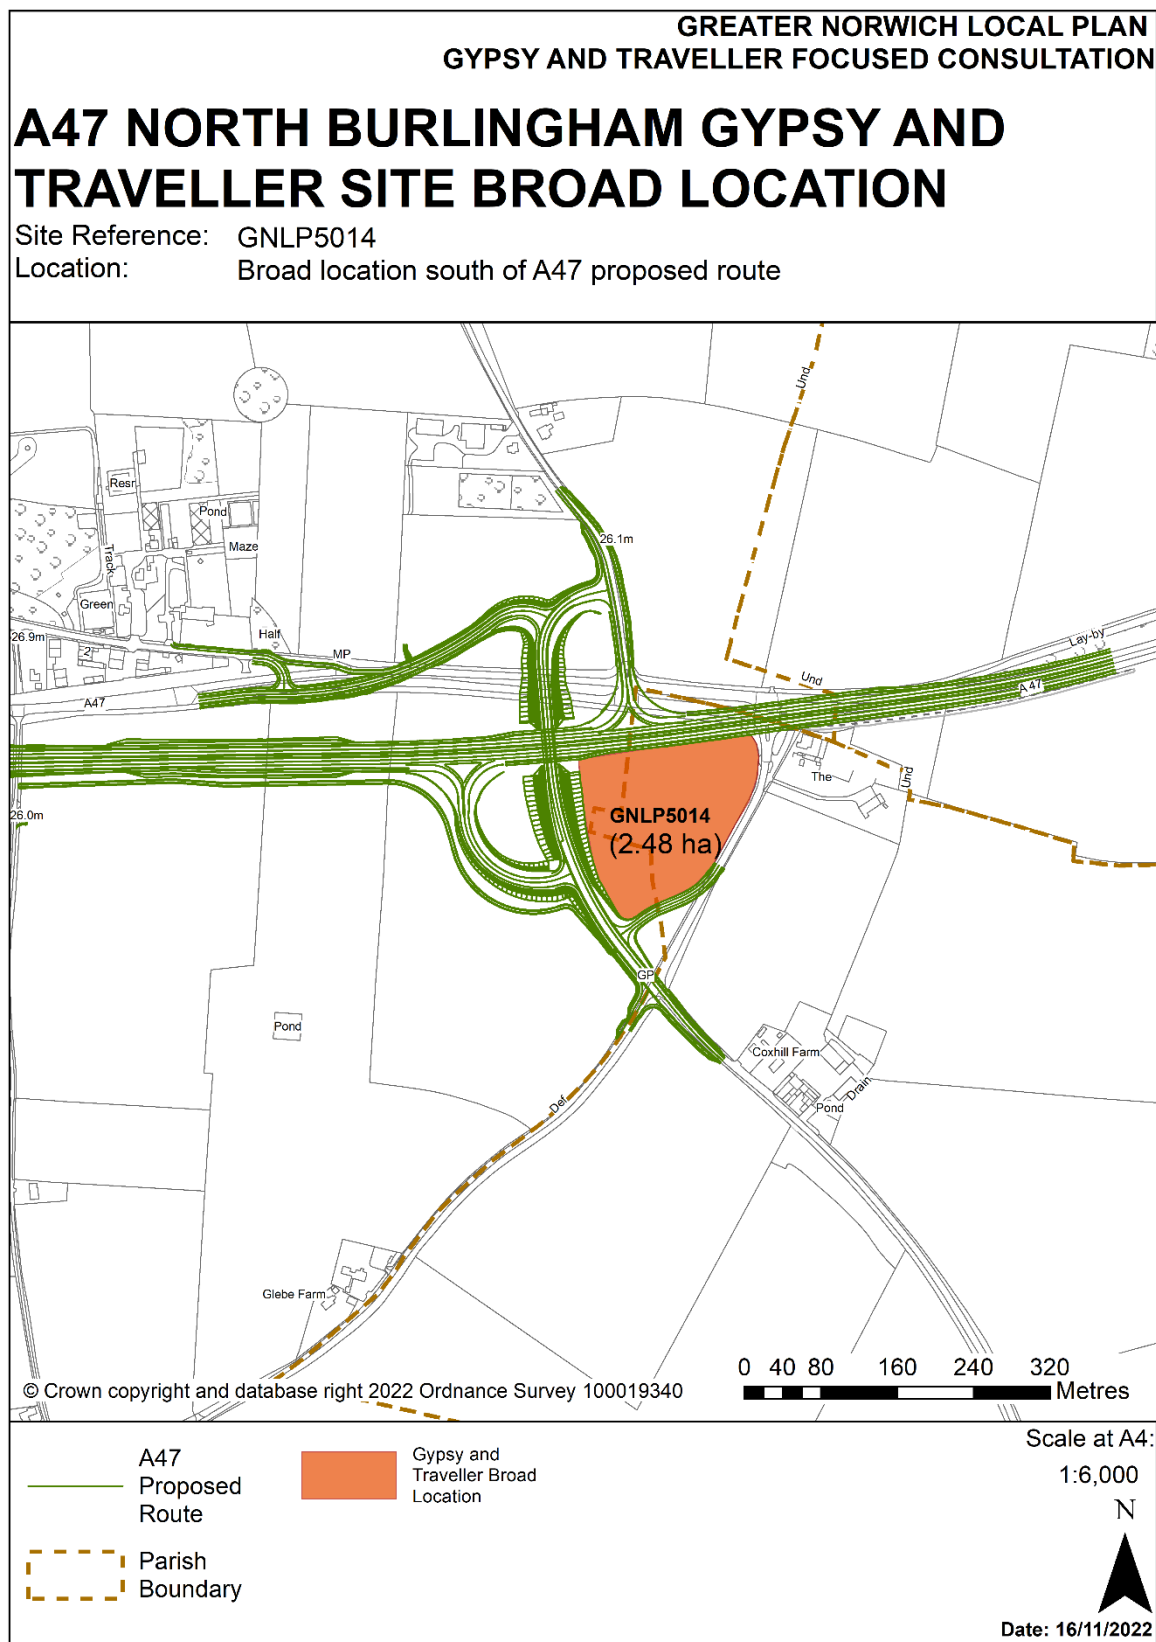 GREATER NORWICH LOCAL PLAN
GYPSY AND TRAVELLER FOCUSED CONSULTATION
A47 NORTH BURLINGHAM GYPSY AND
TRAVELLER SITE BROAD LOCATION
Site Reference: GNLP5014
Location: Broad location south of A47 proposed route
Und
Resr
Pond
Maze
Track
26.1m
Green
Half
26.9m
2
MP
Lay-by
Und
A 47
A47
The
Und
26.0m
GNLP5014
(2.48 ha)
GP
Pond
Coxhill Farm
Drain
Pond
Def
Glebe Farm
0 40 80 160 240 320
Metres
© Crown copyright and database right 2022 Ordnance Survey 100019340
A47
Proposed
Route
Gypsy and
Traveller Broad
Location
Parish
Boundary
Scale at A4:
1:6,000
N
Date: 16/11/2022